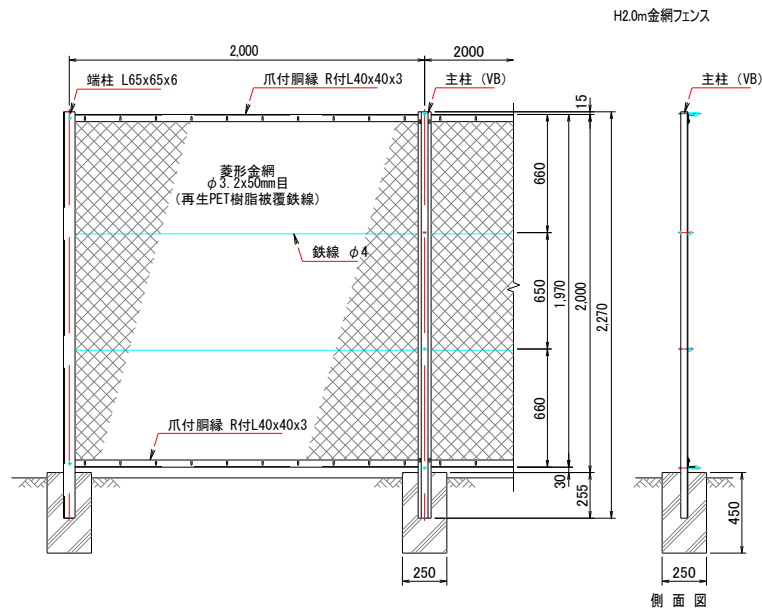 H2.0m金網フェンス
2,000
2000
端柱 L65x65x6
爪付胴縁 R付L40x40x3
主柱 (VB)
主柱 (VB)
15
菱形金網
φ3.2x50mm目
(再生PET樹脂被覆鉄線)
鉄線 φ4
660
650
660
1,970
2,000
2,270
爪付胴縁 R付L40x40x3
30
255
450
250
250
側面図